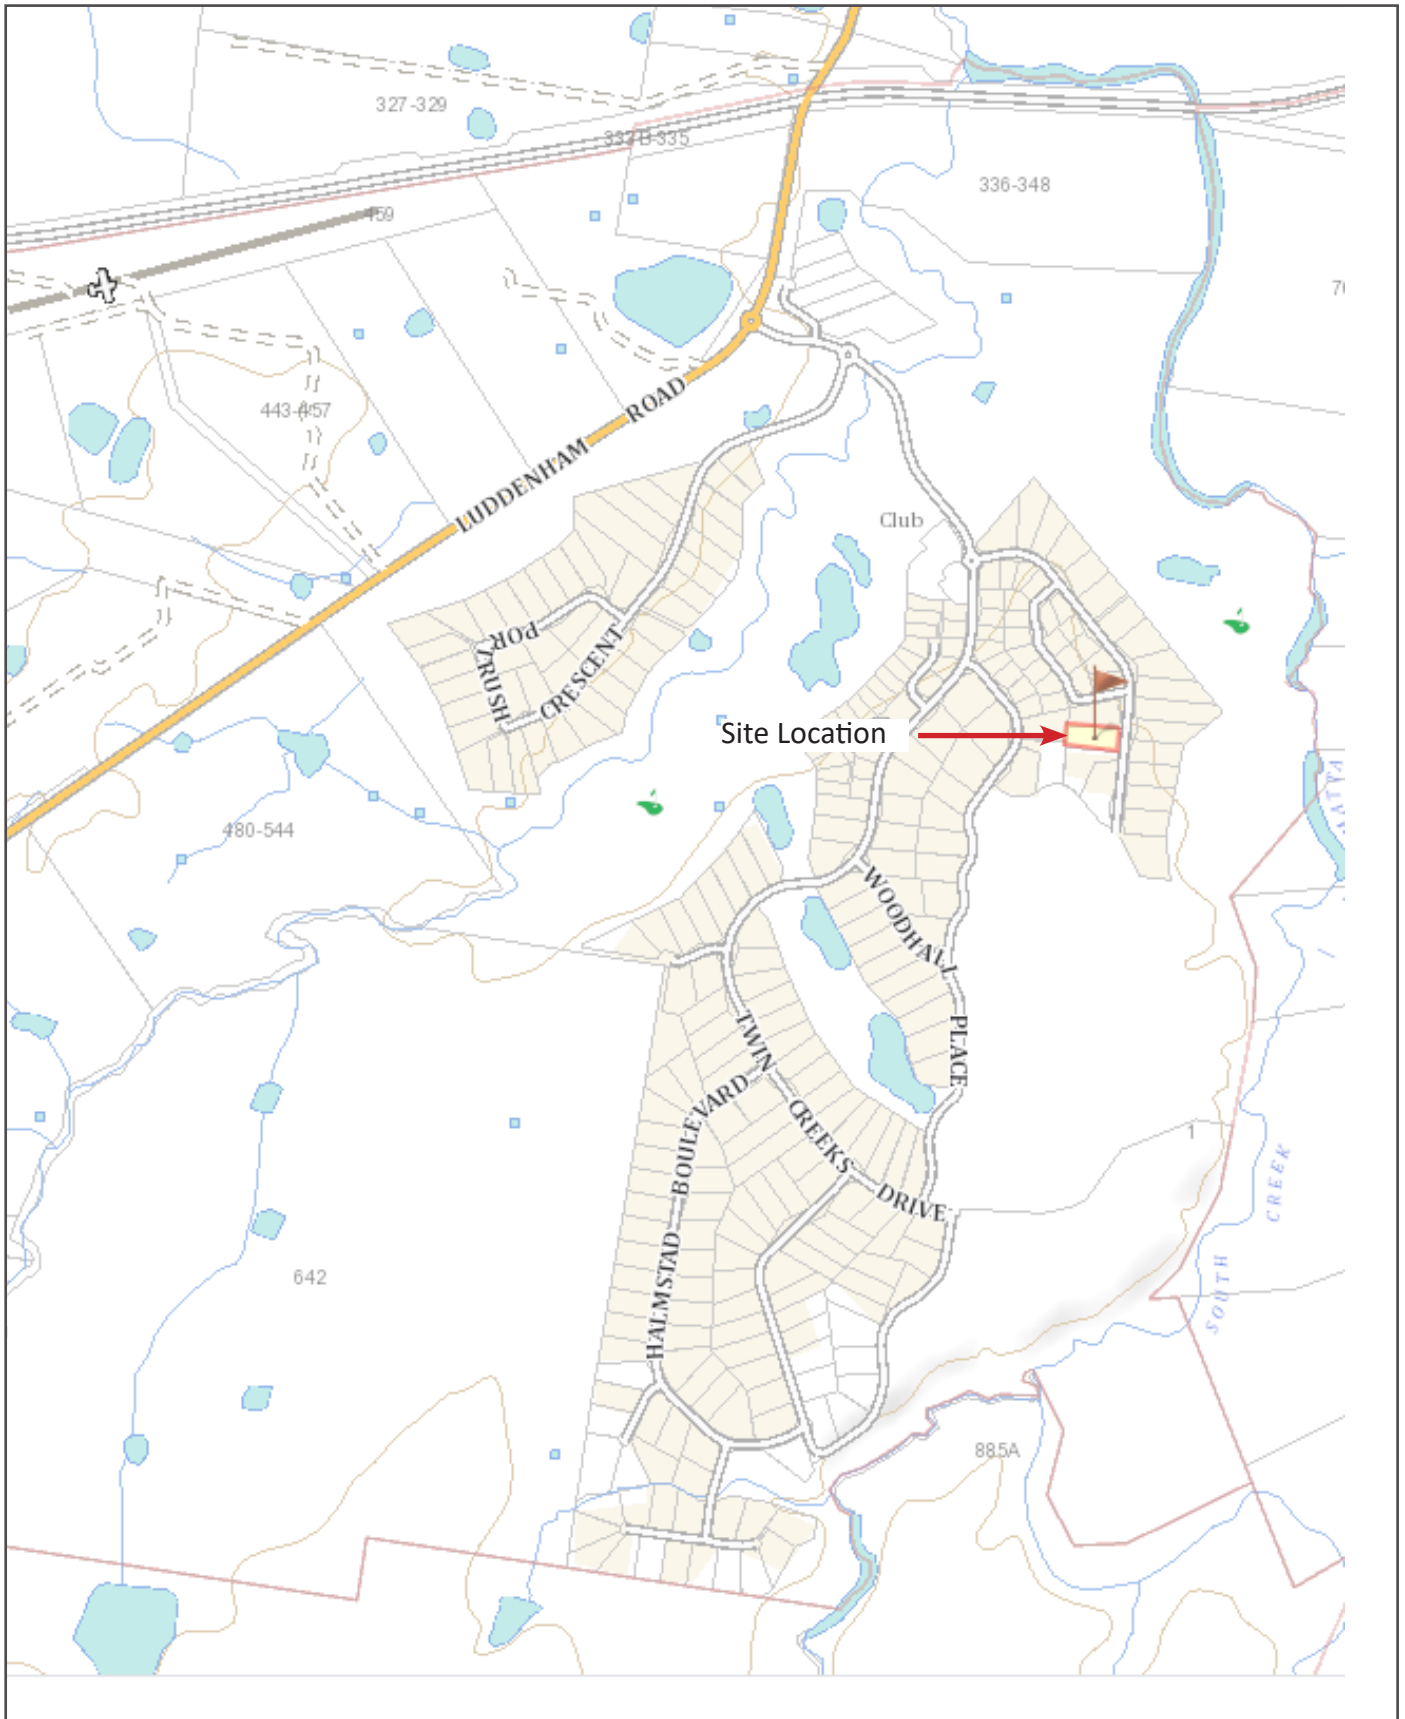 327-329
333B-335
336-348
459
443-457
LUDDENHAM ROAD
Club
PORTRUSH CRESCENT
Site Location
480-544
WOODHALL PLACE
TWIN CREEKS DRIVE
HALMSTAD BOULEVARD
1
SOUTH CREEK
642
885A